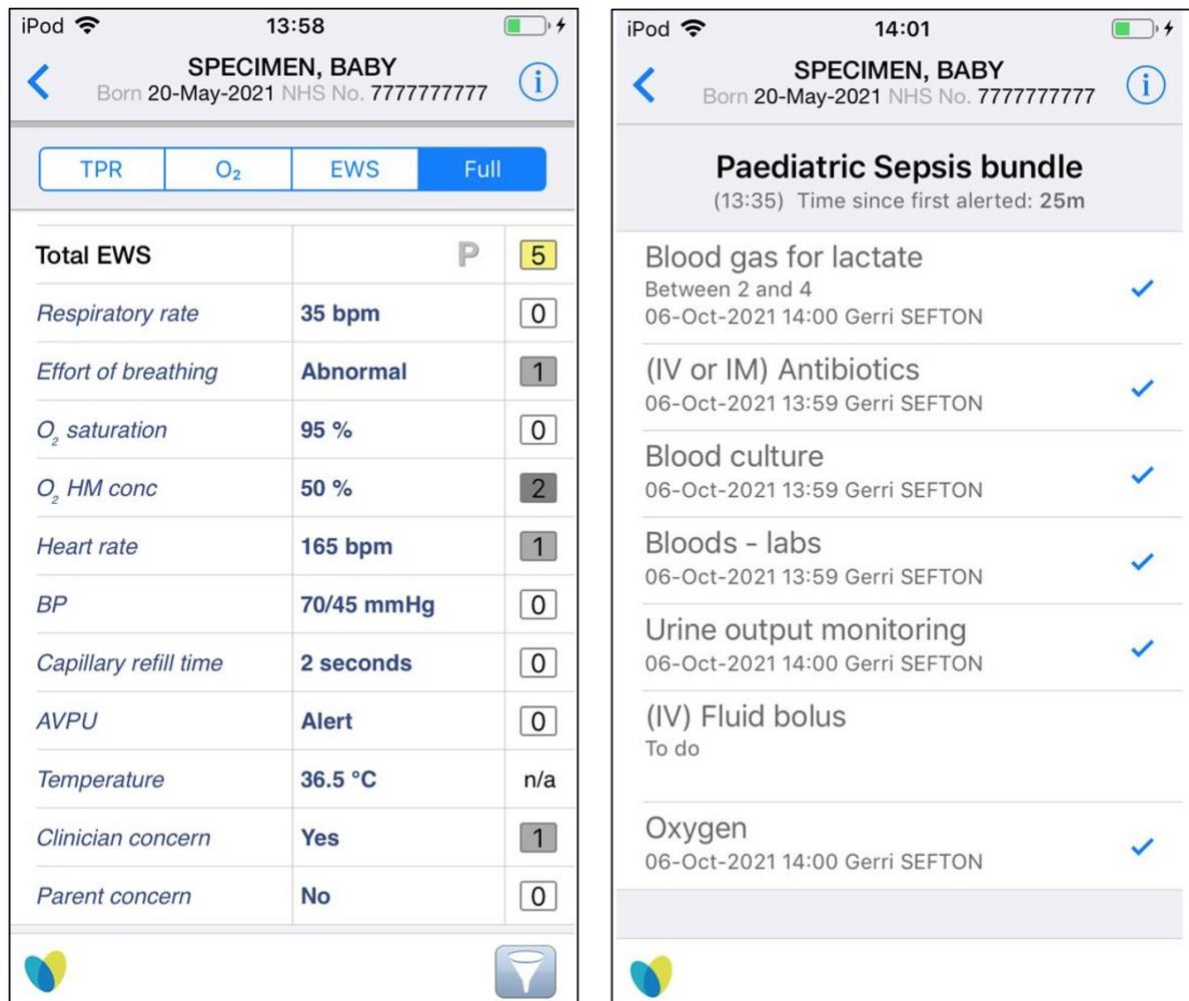 iPod 13:58
SPECIMEN, BABY
Born 20-May-2021 NHS No. 7777777777
TPR O₂ EWS Full
Total EWS P 5
Respiratory rate 35 bpm 0
Effort of breathing Abnormal 1
O₂ saturation 95 % 0
O₂ HM conc 50 % 2
Heart rate 165 bpm 1
BP 70/45 mmHg 0
Capillary refill time 2 seconds 0
AVPU Alert 0
Temperature 36.5 °C n/a
Clinician concern Yes 1
Parent concern No 0
iPod 14:01
SPECIMEN, BABY
Born 20-May-2021 NHS No. 7777777777
Paediatric Sepsis bundle
(13:35) Time since first alerted: 25m
Blood gas for lactate
Between 2 and 4
06-Oct-2021 14:00 Gerri SEFTON
(IV or IM) Antibiotics
06-Oct-2021 13:59 Gerri SEFTON
Blood culture
06-Oct-2021 13:59 Gerri SEFTON
Bloods - labs
06-Oct-2021 13:59 Gerri SEFTON
Urine output monitoring
06-Oct-2021 14:00 Gerri SEFTON
(IV) Fluid bolus
To do
Oxygen
06-Oct-2021 14:00 Gerri SEFTON